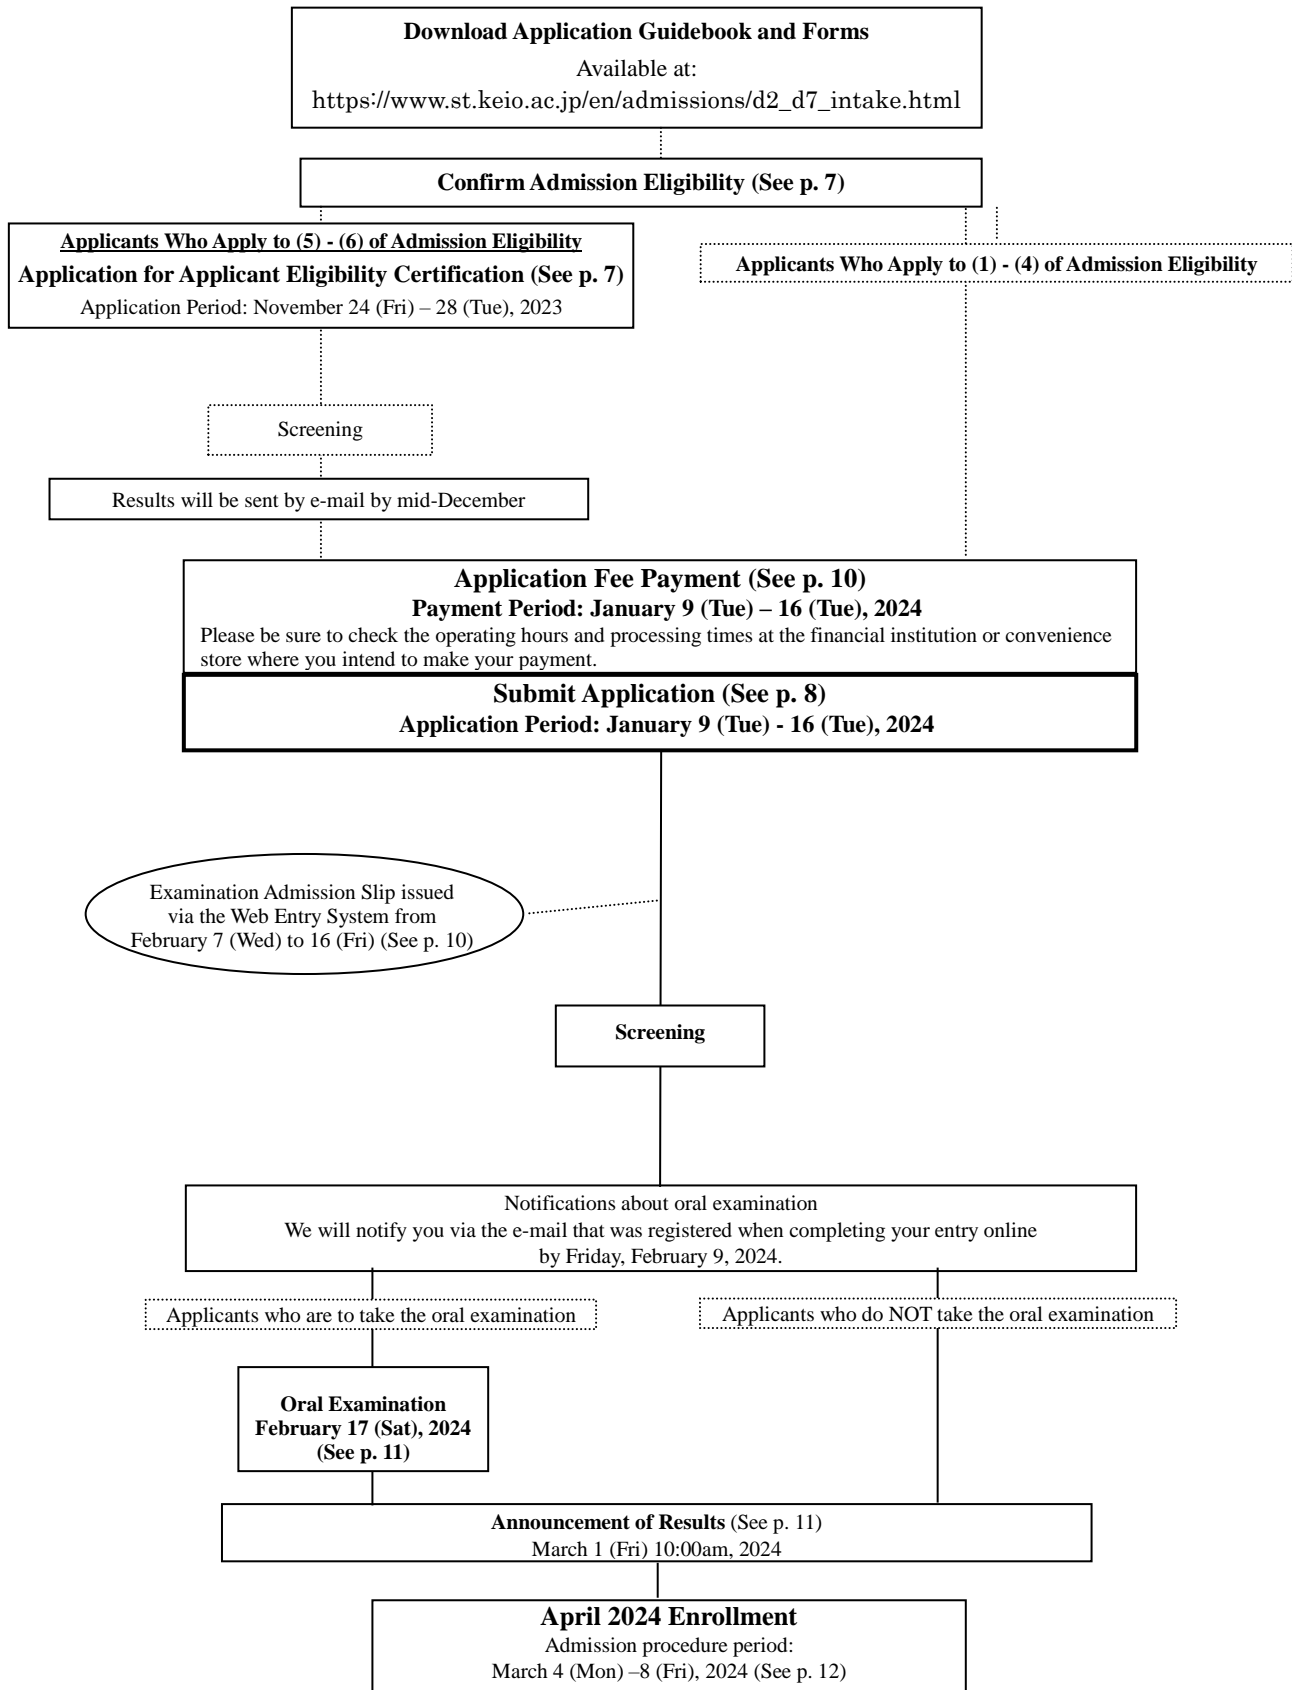 Download Application Guidebook and Forms
Available at:
https://www.st.keio.ac.jp/en/admissions/d2_d7_intake.html
Confirm Admission Eligibility (See p. 7)
Applicants Who Apply to (5) - (6) of Admission Eligibility
Application for Applicant Eligibility Certification (See p. 7)
Application Period: November 24 (Fri) – 28 (Tue), 2023
Applicants Who Apply to (1) - (4) of Admission Eligibility
Screening
Results will be sent by e-mail by mid-December
Application Fee Payment (See p. 10)
Payment Period: January 9 (Tue) – 16 (Tue), 2024
Please be sure to check the operating hours and processing times at the financial institution or convenience
store where you intend to make your payment.
Submit Application (See p. 8)
Application Period: January 9 (Tue) - 16 (Tue), 2024
Examination Admission Slip issued
via the Web Entry System from
February 7 (Wed) to 16 (Fri) (See p. 10)
Screening
Notifications about oral examination
We will notify you via the e-mail that was registered when completing your entry online
by Friday, February 9, 2024.
Applicants who are to take the oral examination
Applicants who do NOT take the oral examination
Oral Examination
February 17 (Sat), 2024
(See p. 11)
Announcement of Results (See p. 11)
March 1 (Fri) 10:00am, 2024
April 2024 Enrollment
Admission procedure period:
March 4 (Mon) –8 (Fri), 2024 (See p. 12)